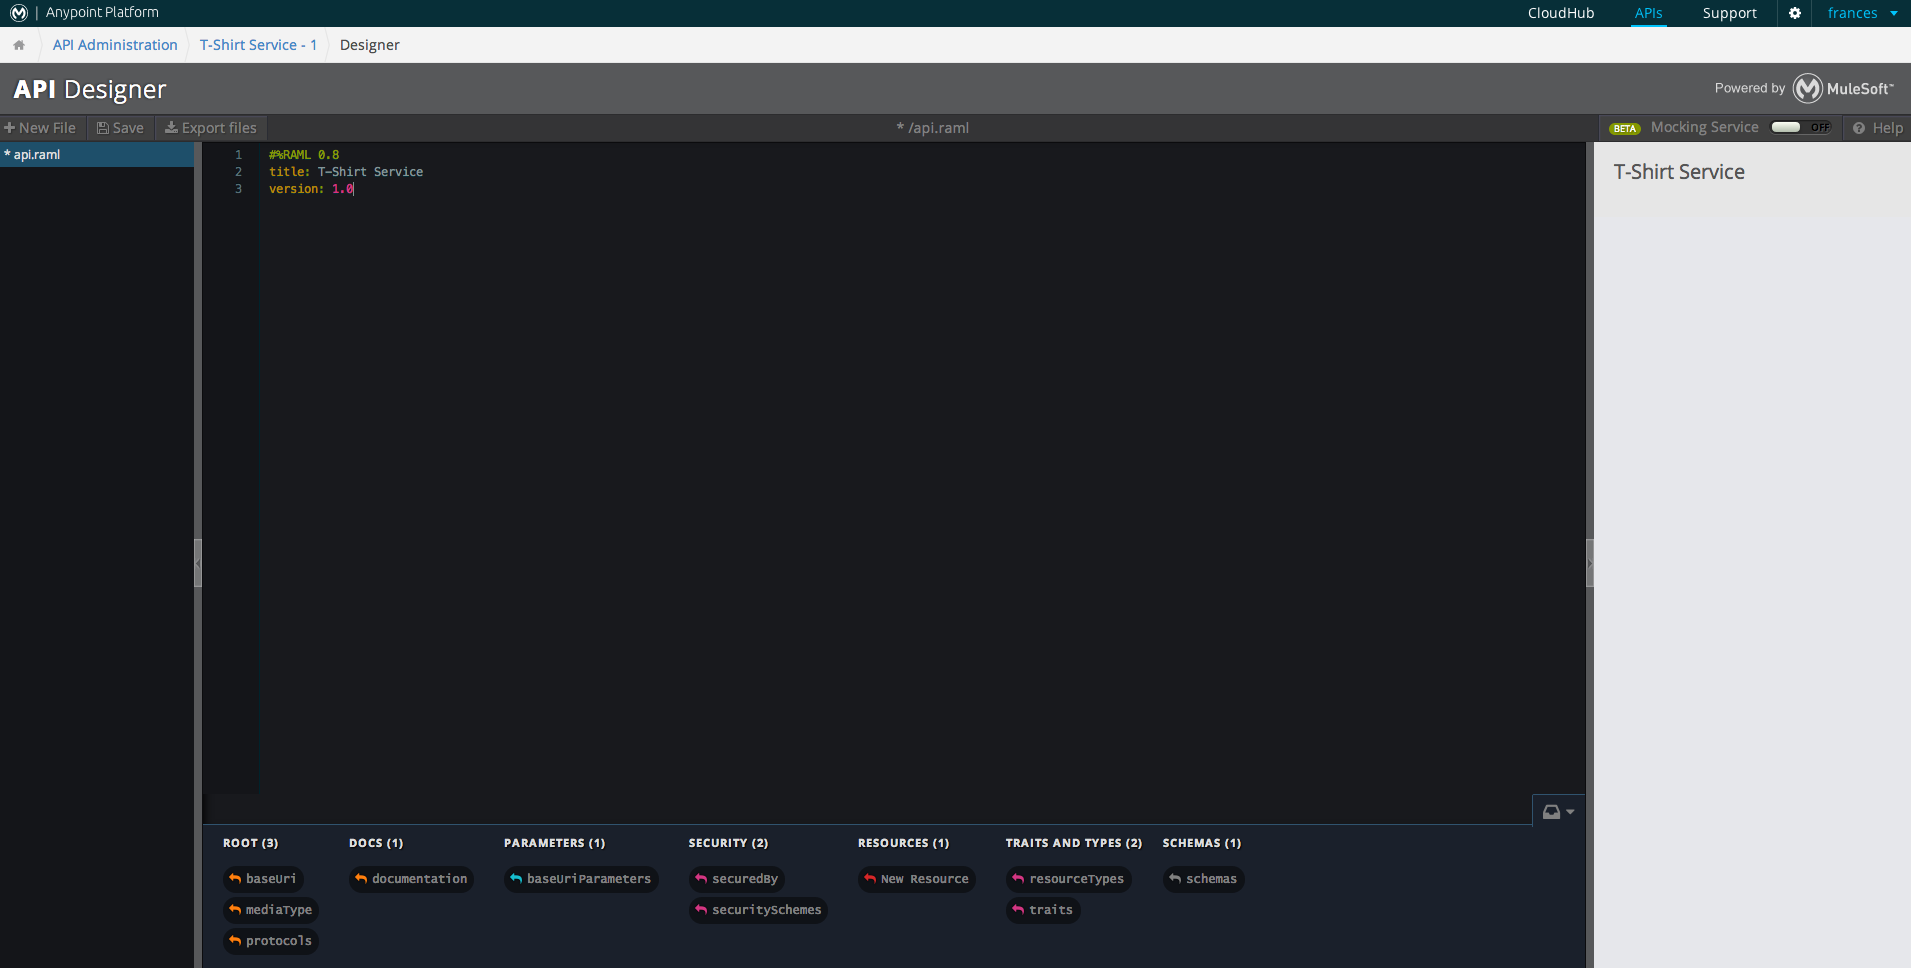 | Anypoint Platform CloudHub APIs Support frances
API Administration T-Shirt Service - 1 Designer
API Designer Powered by MuleSoft™
New File Save Export files * /api.raml BETA Mocking Service OFF Help
* api.raml
1 #%RAML 0.8
2 title: T-Shirt Service
3 version: 1.0
T-Shirt Service
ROOT (3) DOCS (1) PARAMETERS (1) SECURITY (2) RESOURCES (1) TRAITS AND TYPES (2) SCHEMAS (1)
baseUri documentation baseUriParameters securedBy New Resource resourceTypes schemas
mediaType securitySchemes traits
protocols